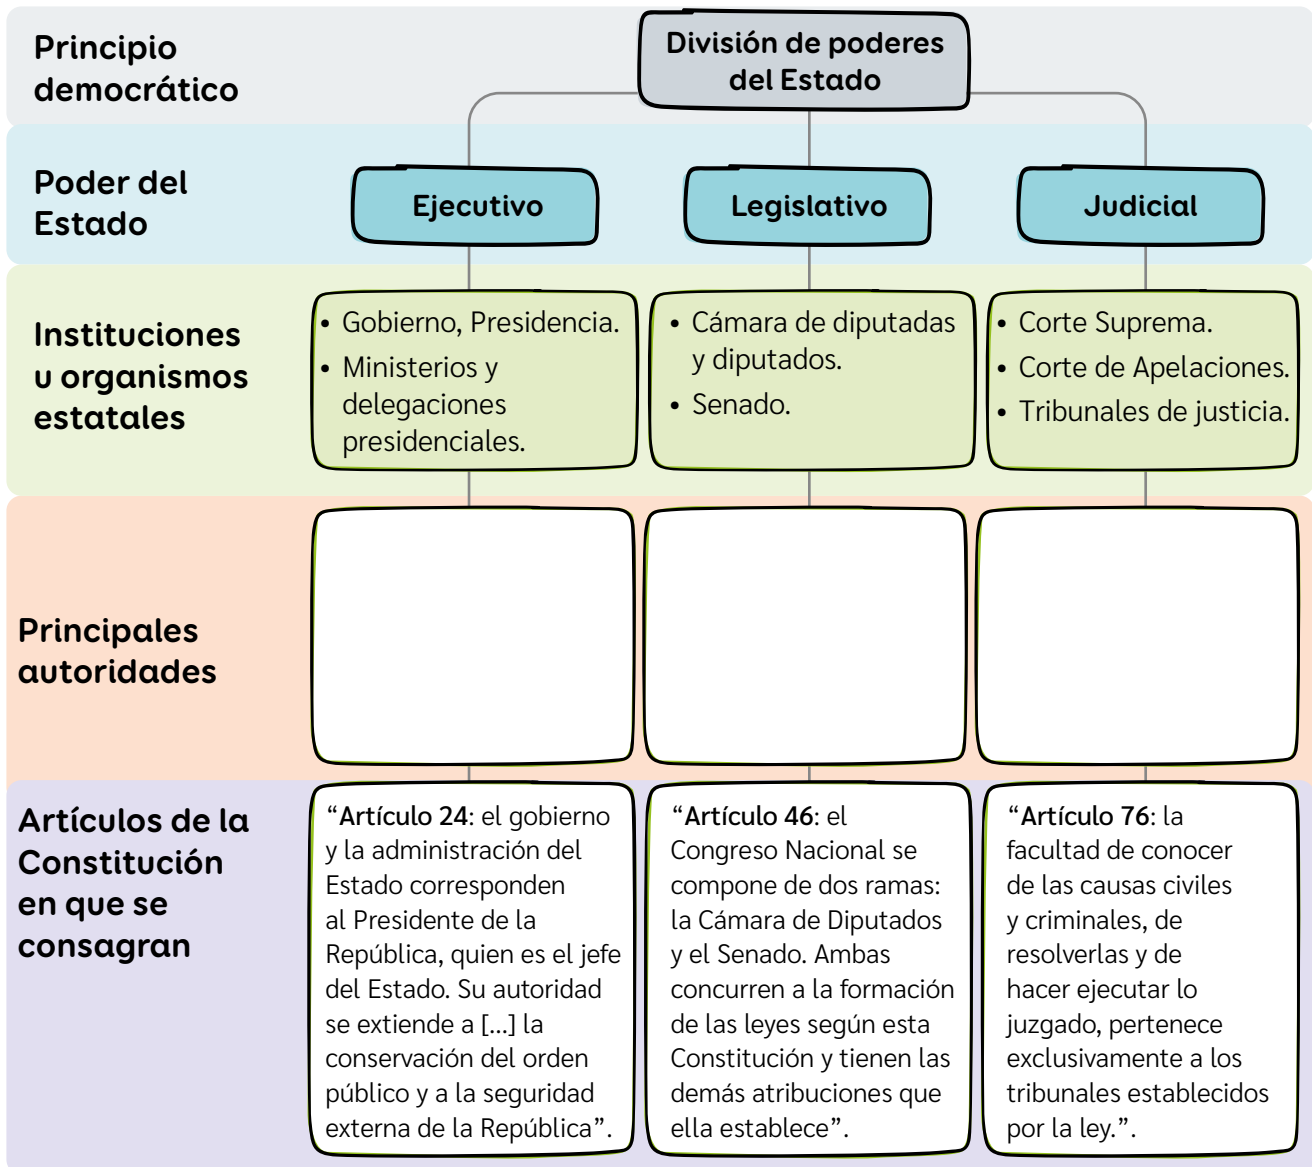 Principio
democrático
División de poderes
del Estado
Poder del
Estado
Ejecutivo
Legislativo
Judicial
Instituciones
u organismos
estatales
• Gobierno, Presidencia.
• Ministerios y
delegaciones
presidenciales.
• Cámara de diputadas
y diputados.
• Senado.
• Corte Suprema.
• Corte de Apelaciones.
• Tribunales de justicia.
Principales
autoridades
Artículos de la
Constitución
en que se
consagran
“Artículo 24: el gobierno
y la administración del
Estado corresponden
al Presidente de la
República, quien es el jefe
del Estado. Su autoridad
se extiende a [...] la
conservación del orden
público y a la seguridad
externa de la República”.
“Artículo 46: el
Congreso Nacional se
compone de dos ramas:
la Cámara de Diputados
y el Senado. Ambas
concurren a la formación
de las leyes según esta
Constitución y tienen las
demás atribuciones que
ella establece”.
“Artículo 76: la
facultad de conocer
de las causas civiles
y criminales, de
resolverlas y de
hacer ejecutar lo
juzgado, pertenece
exclusivamente a los
tribunales establecidos
por la ley.”.